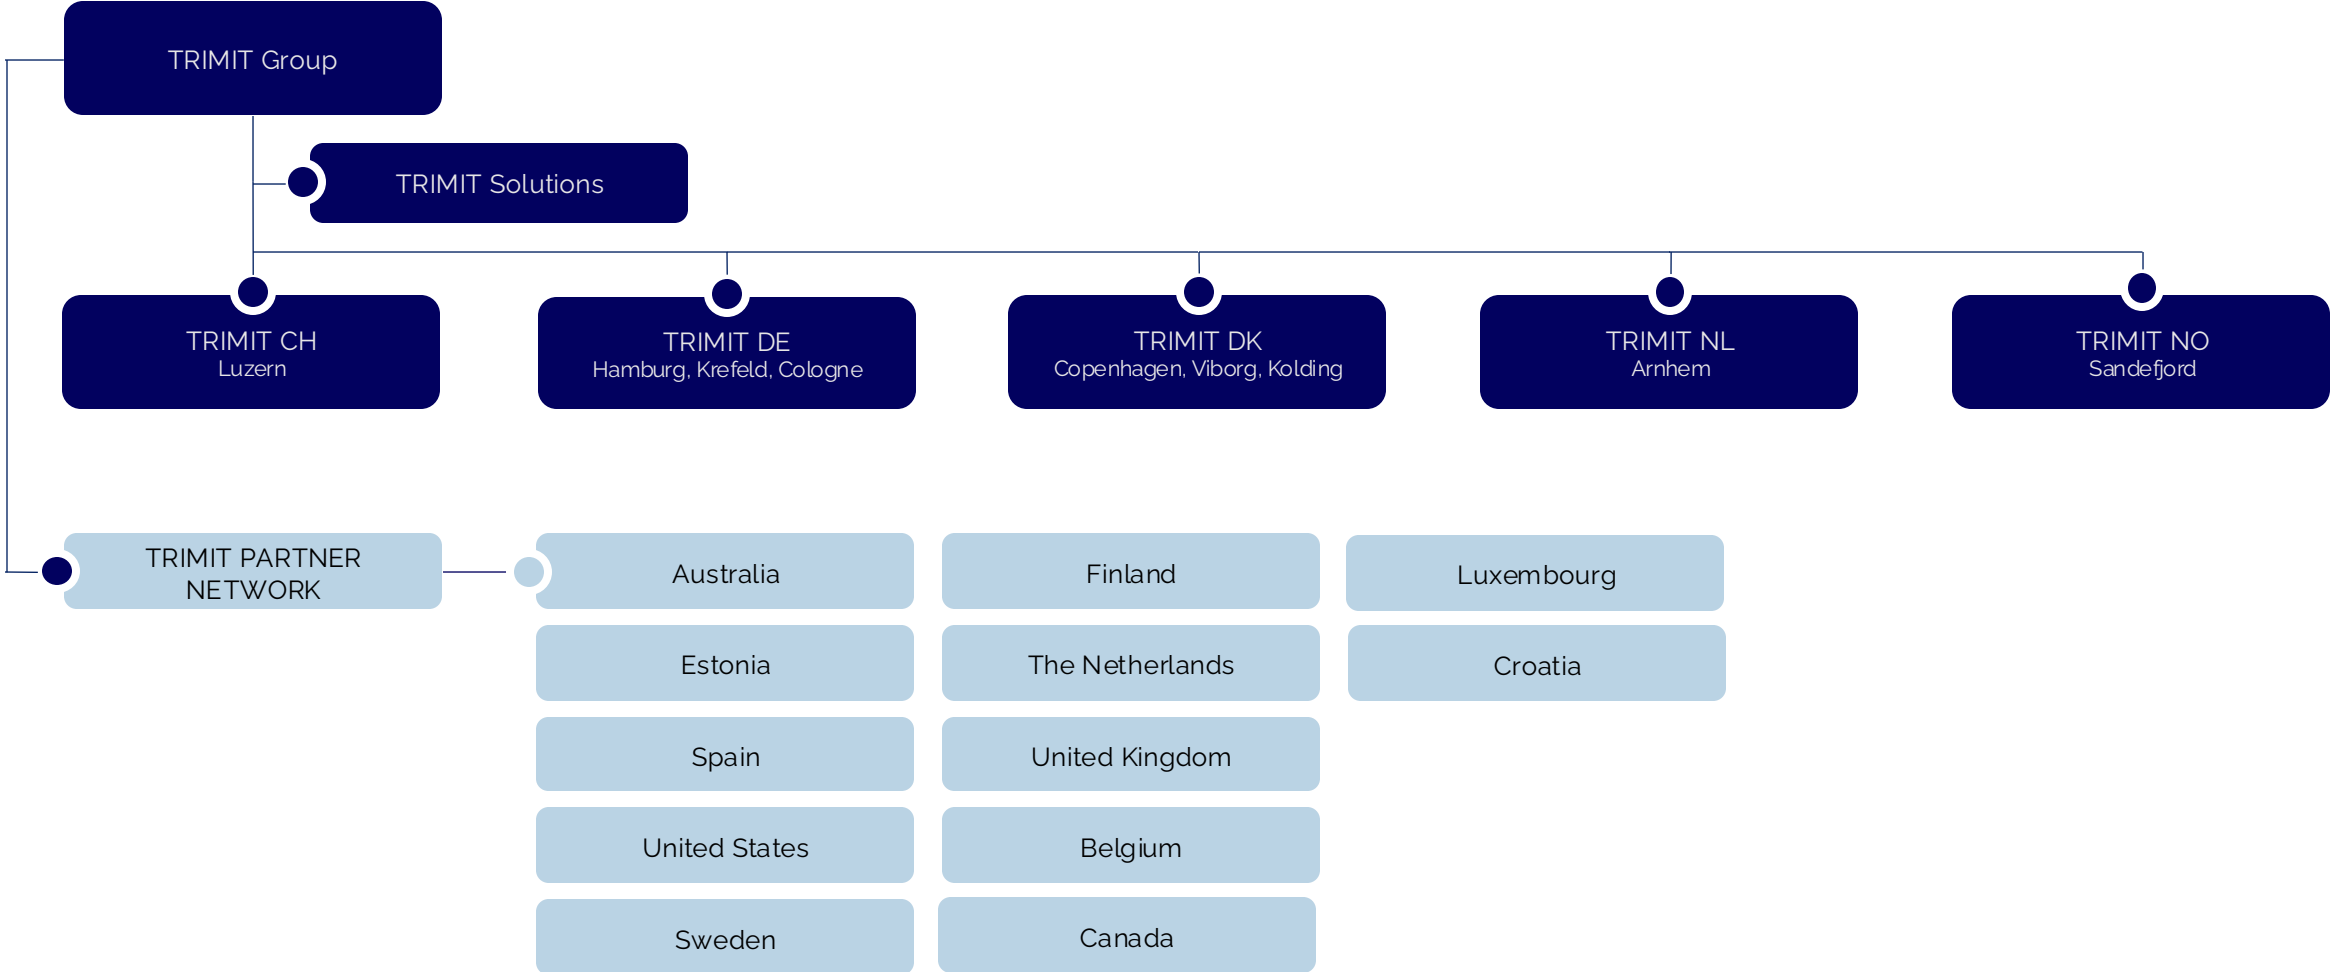 TRIMIT Group
TRIMIT Solutions
TRIMIT CH
Luzern
TRIMIT DE
Hamburg, Krefeld, Cologne
TRIMIT DK
Copenhagen, Viborg, Kolding
TRIMIT NL
Arnhem
TRIMIT NO
Sandefjord
TRIMIT PARTNER
NETWORK
Australia
Finland
Luxembourg
Estonia
The Netherlands
Croatia
Spain
United Kingdom
United States
Belgium
Sweden
Canada